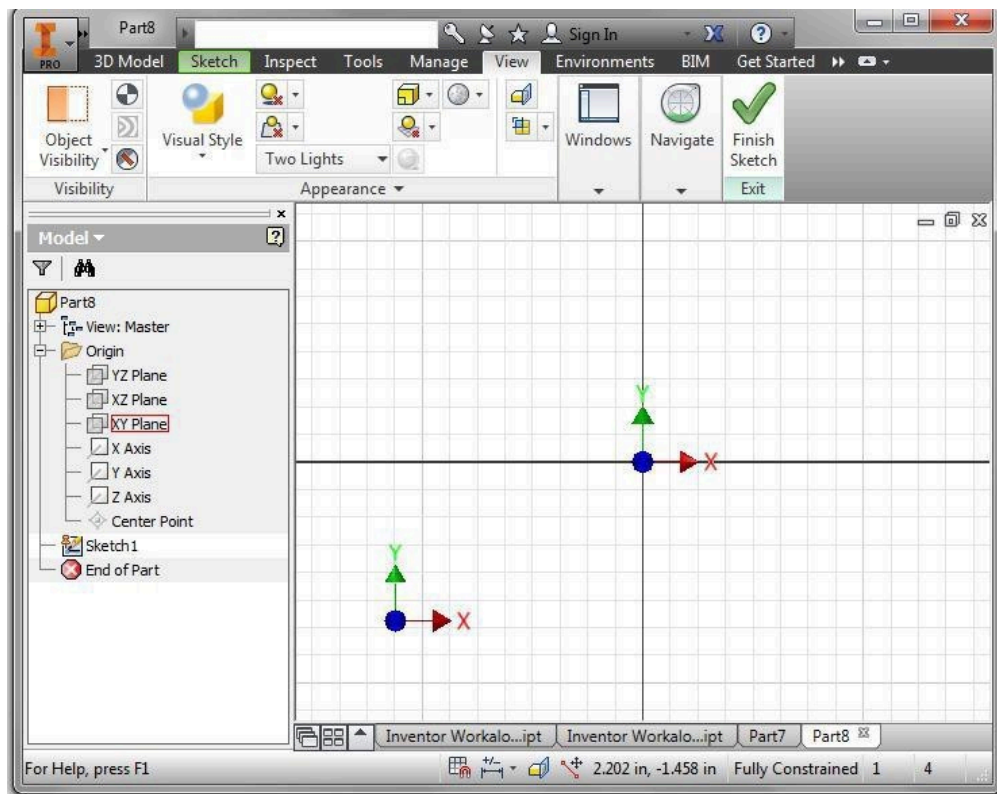 Part8
Sign In
PRO
3D Model Sketch Inspect Tools Manage View Environments BIM Get Started
Object Visibility
Visual Style
Two Lights
Windows
Navigate
Finish Sketch
Visibility
Appearance
Exit
Model
Part8
View: Master
Origin
YZ Plane
XZ Plane
XY Plane
X Axis
Y Axis
Z Axis
Center Point
Sketch1
End of Part
Y
X
Y
X
Inventor Workalo...ipt Inventor Workalo...ipt Part7 Part8
For Help, press F1 2.202 in, -1.458 in Fully Constrained 1 4